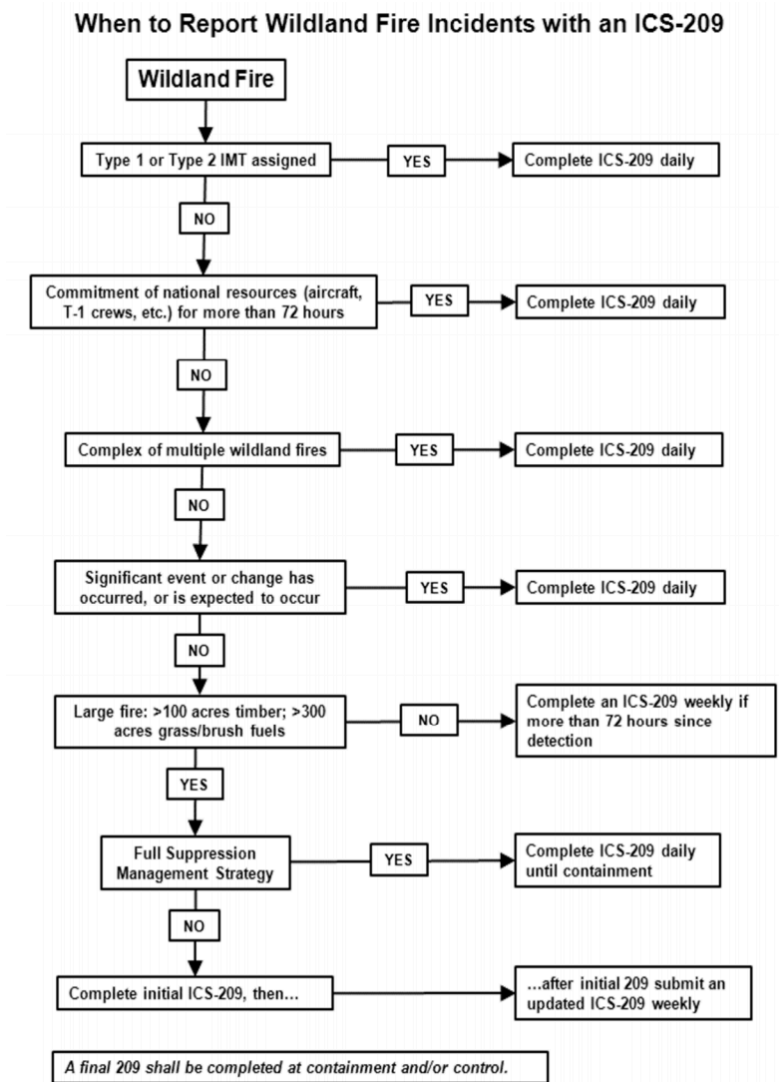 When to Report Wildland Fire Incidents with an ICS-209
Wildland Fire
Type 1 or Type 2 IMT assigned
YES
Complete ICS-209 daily
NO
Commitment of national resources (aircraft,
T-1 crews, etc.) for more than 72 hours
YES
Complete ICS-209 daily
NO
Complex of multiple wildland fires
YES
Complete ICS-209 daily
NO
Significant event or change has
occurred, or is expected to occur
YES
Complete ICS-209 daily
NO
Large fire: >100 acres timber; >300
acres grass/brush fuels
NO
Complete an ICS-209 weekly if
more than 72 hours since
detection
YES
Full Suppression
Management Strategy
YES
Complete ICS-209 daily
until containment
NO
Complete initial ICS-209, then…
…after initial 209 submit an
updated ICS-209 weekly
A final 209 shall be completed at containment and/or control.